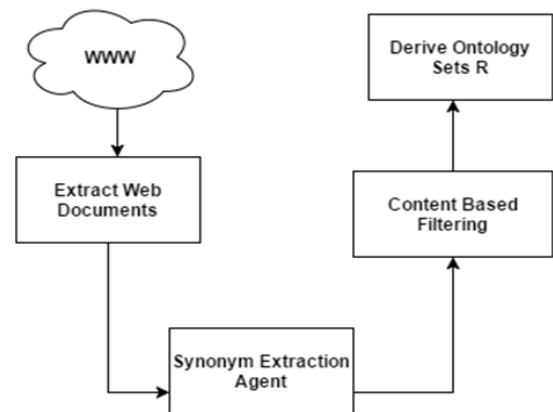 WWW
Extract Web
Documents
Synonym Extraction
Agent
Content Based
Filtering
Derive Ontology
Sets R